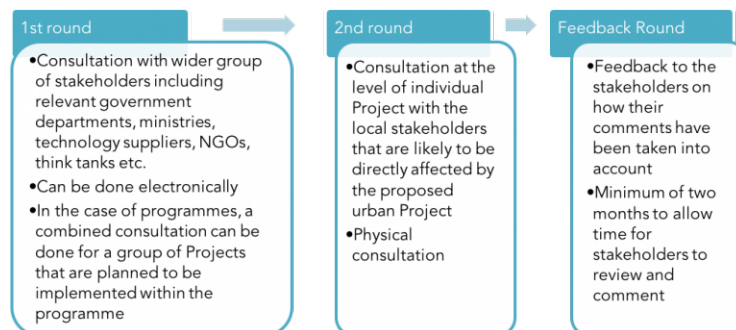 1st round
•Consultation with wider group
of stakeholders including
relevant government
departments, ministries,
technology suppliers, NGOs,
think tanks etc.
•Can be done electronically
•In the case of programmes, a
combined consultation can be
done for a group of Projects
that are planned to be
implemented within the
programme
2nd round
•Consultation at the
level of individual
Project with the
local stakeholders
that are likely to be
directly affected by
the proposed
urban Project
•Physical
consultation
Feedback Round
•Feedback to the
stakeholders on
how their
comments have
been taken into
account
•Minimum of two
months to allow
time for
stakeholders to
review and
comment